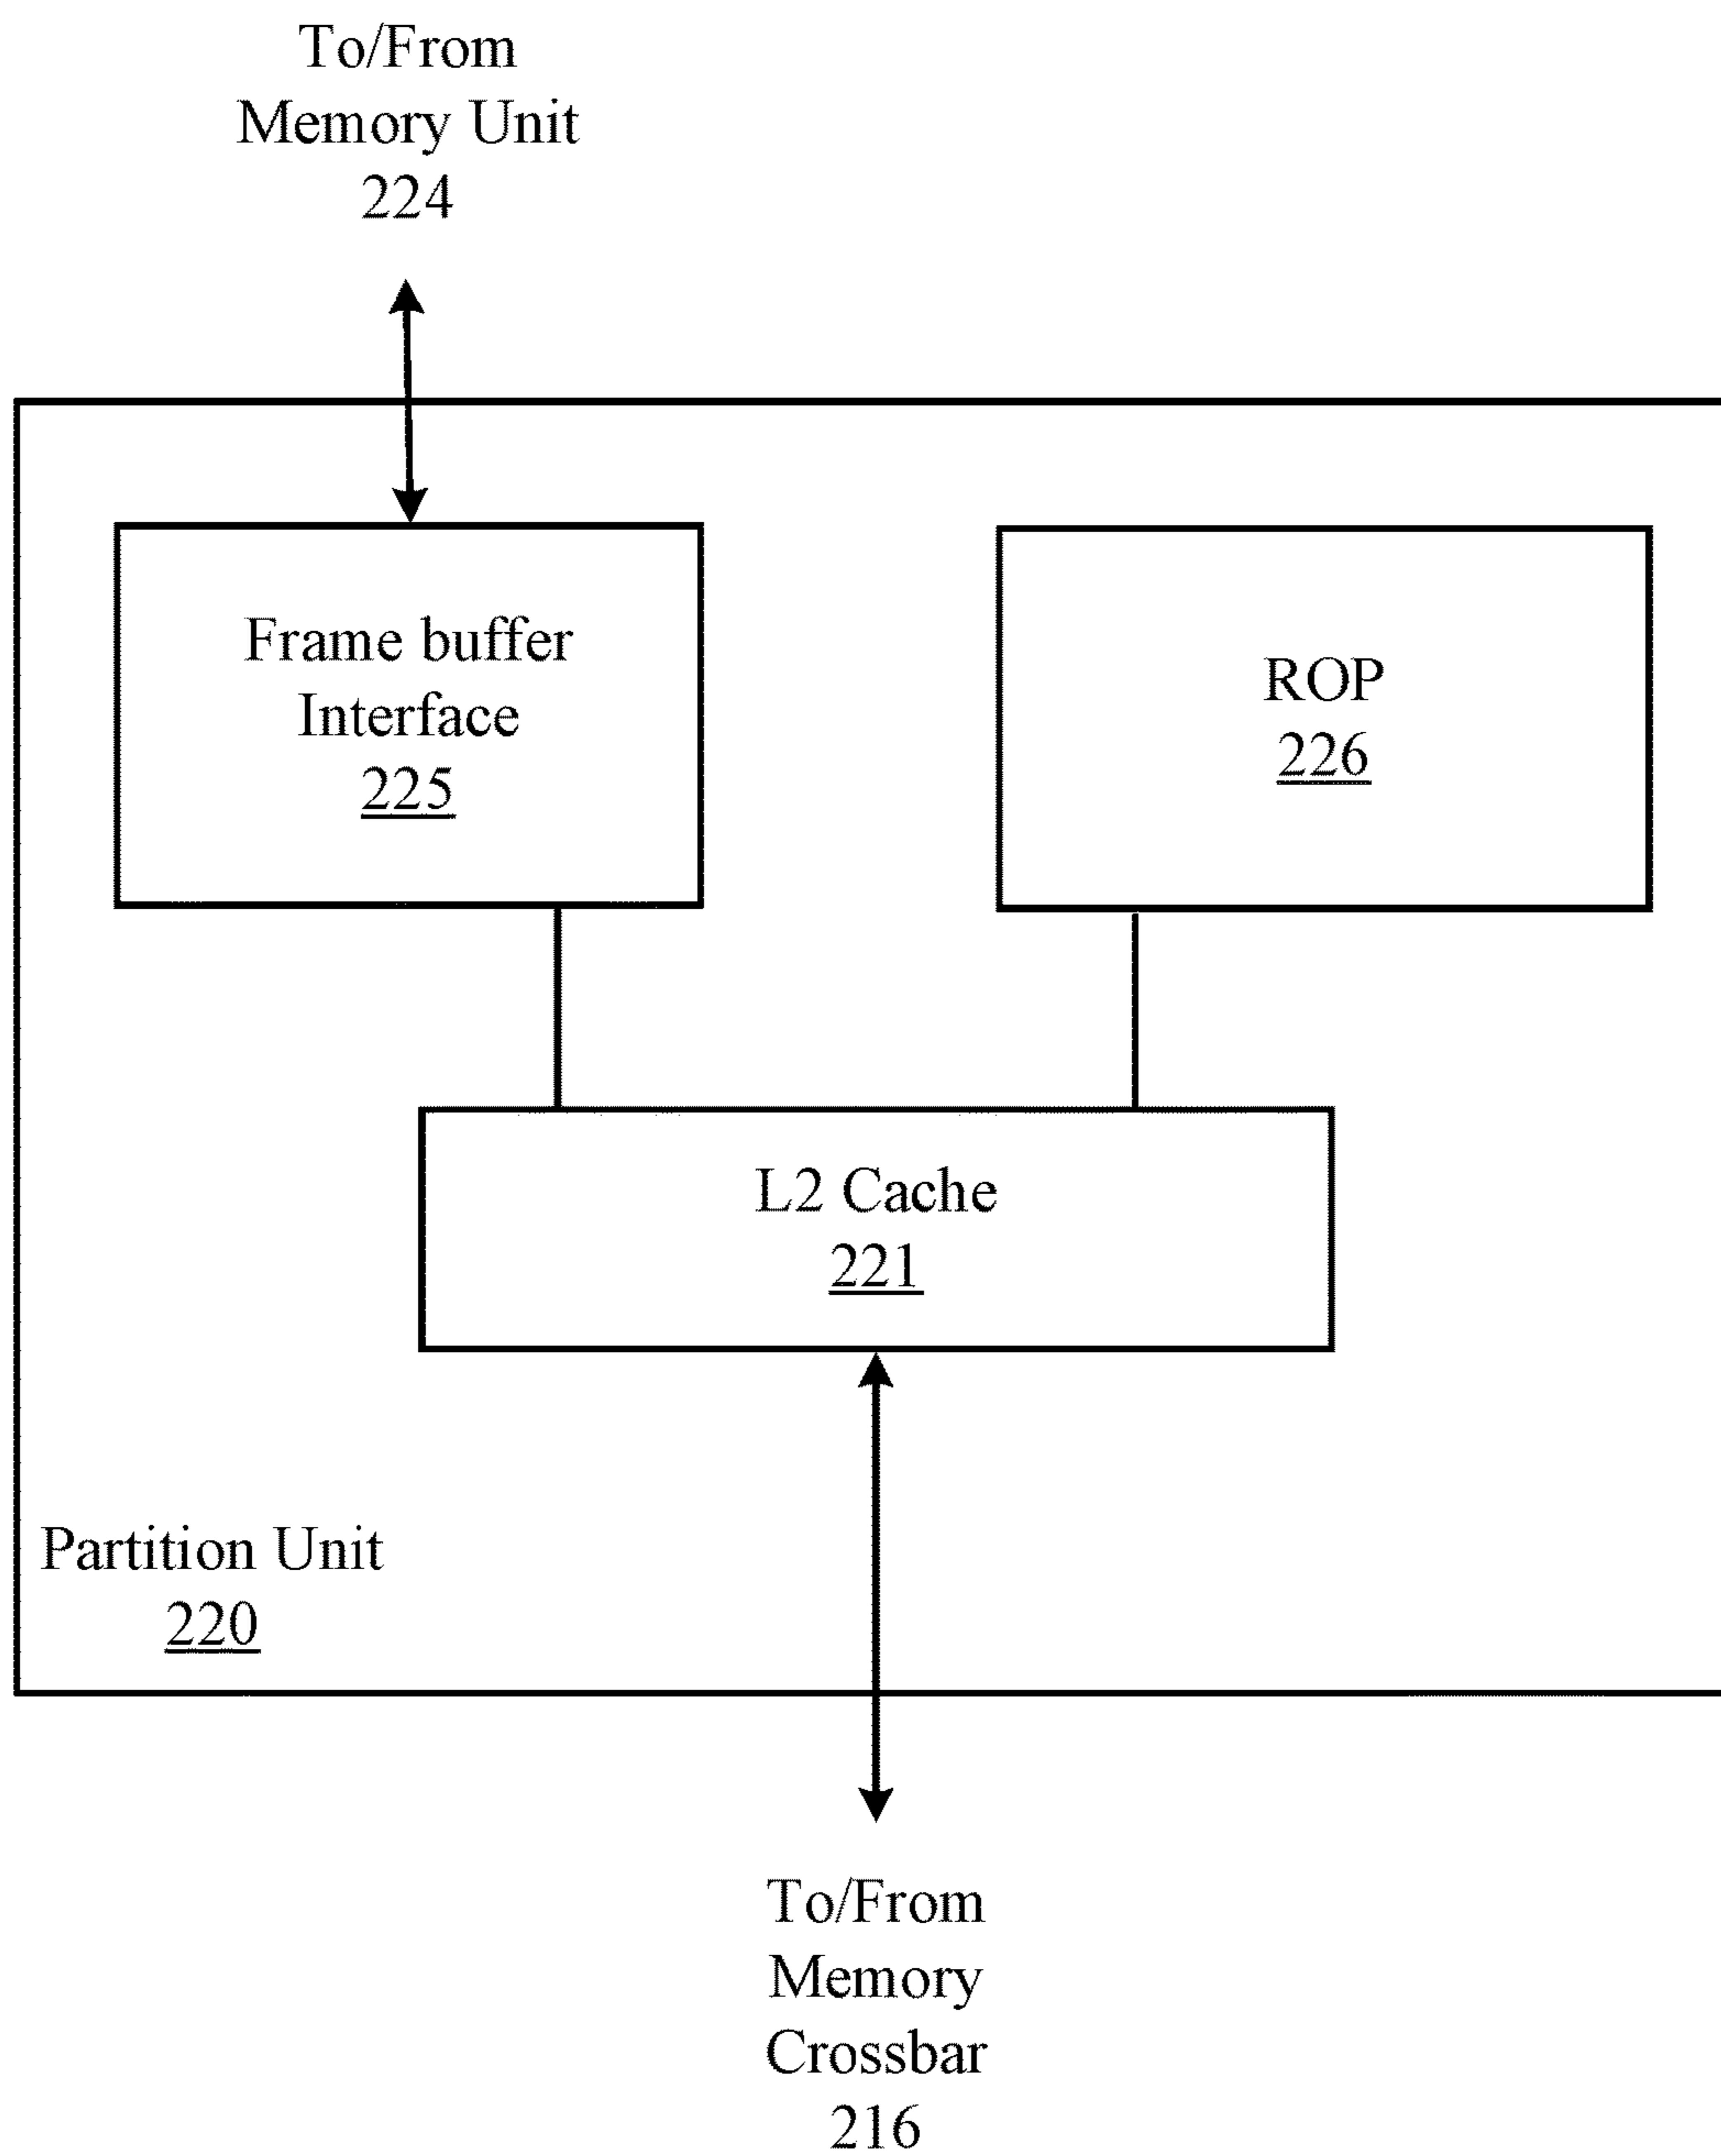 To/From
Memory Unit
224
Frame buffer
Interface
225
ROP
226
L2 Cache
221
Partition Unit
220
To/From
Memory
Crossbar
216